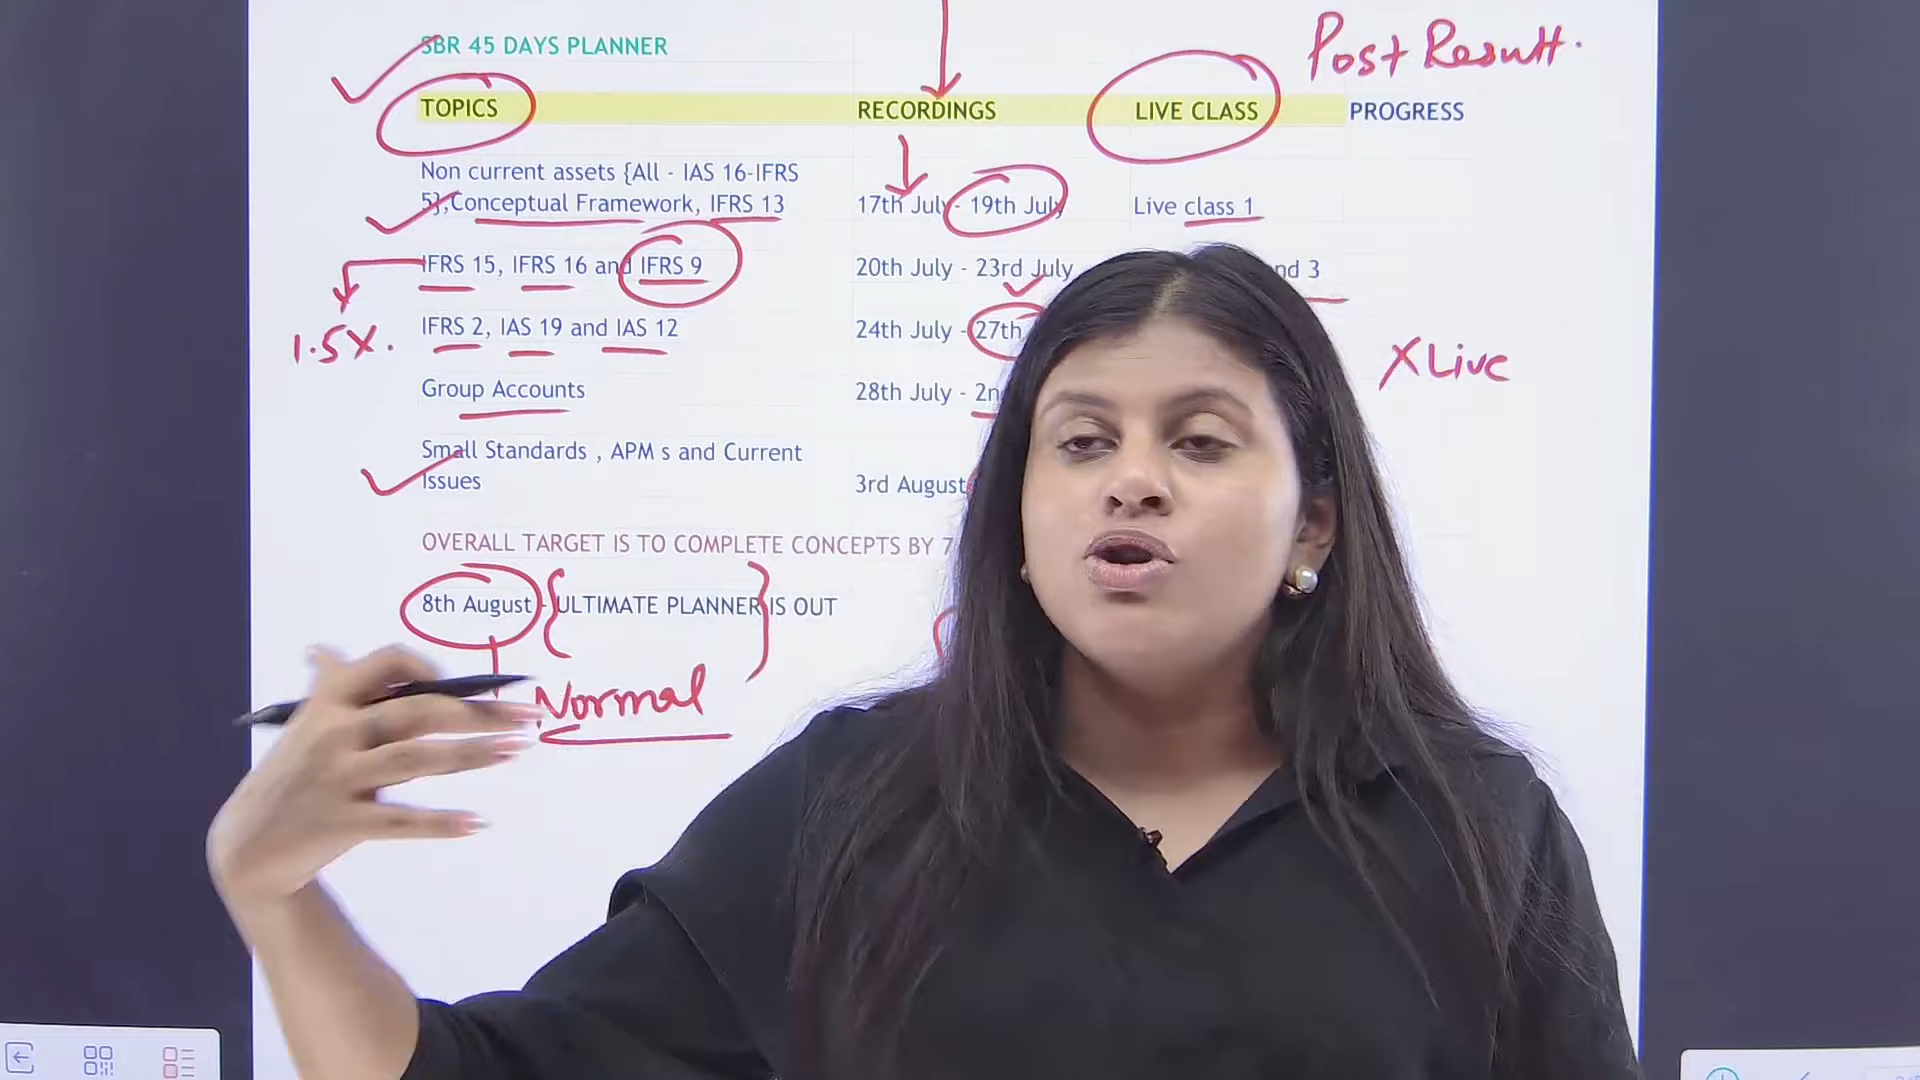 Post Result.
SBR 45 DAYS PLANNER
TOPICS RECORDINGS LIVE CLASS PROGRESS
Non current assets {All - IAS 16-IFRS
5},Conceptual Framework, IFRS 13 17th July - 19th July Live class 1
IFRS 15, IFRS 16 and IFRS 9 20th July - 23rd July nd 3
1.5X.
IFRS 2, IAS 19 and IAS 12 24th July - 27th
X Live
Group Accounts 28th July - 2n
Small Standards , APM s and Current
Issues 3rd August
OVERALL TARGET IS TO COMPLETE CONCEPTS BY 7
8th August - {ULTIMATE PLANNER} IS OUT
Normal